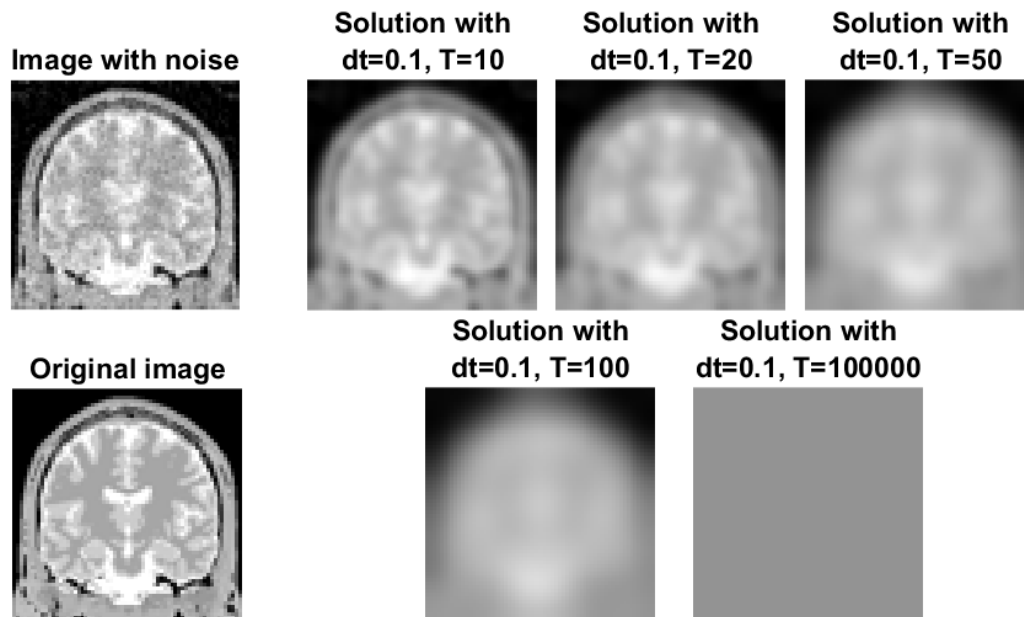 Image with noise
Solution with
dt=0.1, T=10
Solution with
dt=0.1, T=20
Solution with
dt=0.1, T=50
Original image
Solution with
dt=0.1, T=100
Solution with
dt=0.1, T=100000